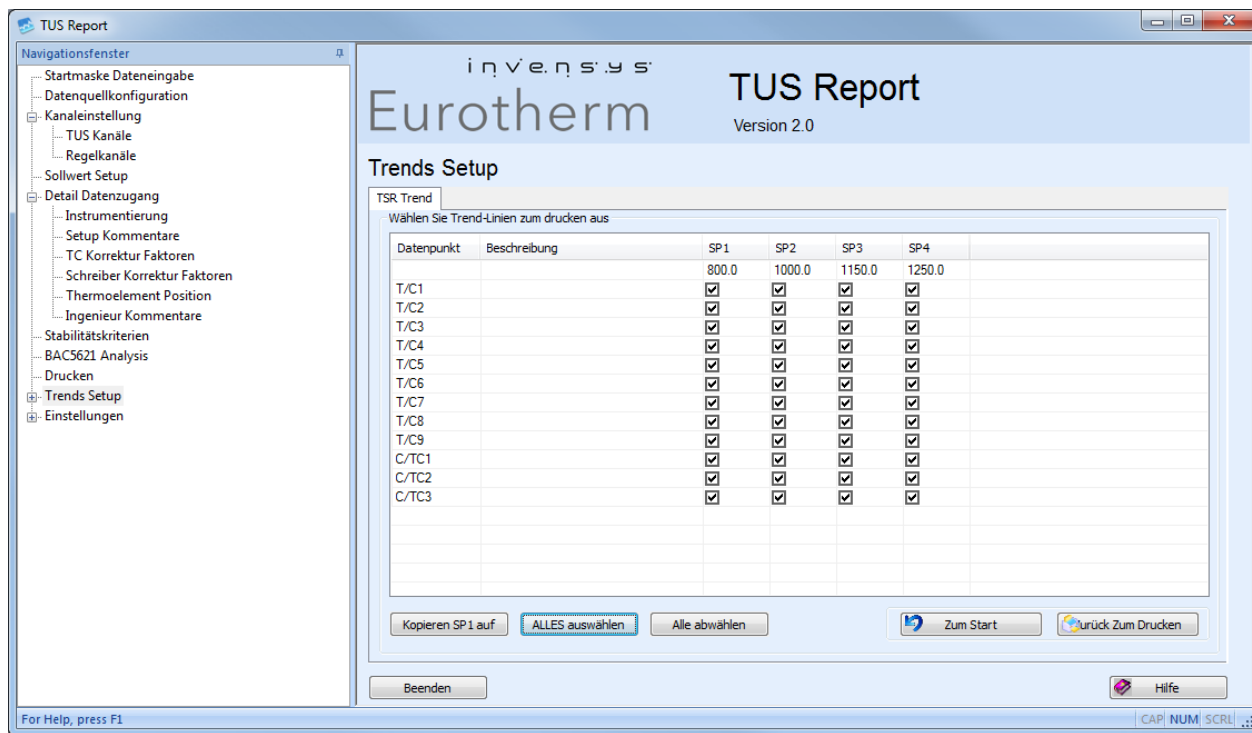 TUS Report
Navigationsfenster
Startmaske Dateneingabe
Datenquellkonfiguration
Kanaleinstellung
TUS Kanäle
Regelkanäle
Sollwert Setup
Detail Datenzugang
Instrumentierung
Setup Kommentare
TC Korrektur Faktoren
Schreiber Korrektur Faktoren
Thermoelement Position
Ingenieur Kommentare
Stabilitätskriterien
BAC5621 Analysis
Drucken
Trends Setup
Einstellungen
invensys
Eurotherm
TUS Report
Version 2.0
Trends Setup
TSR Trend
Wählen Sie Trend-Linien zum drucken aus
Datenpunkt Beschreibung SP1 SP2 SP3 SP4
800.0 1000.0 1150.0 1250.0
T/C1
T/C2
T/C3
T/C4
T/C5
T/C6
T/C7
T/C8
T/C9
C/TC1
C/TC2
C/TC3
Kopieren SP1 auf ALLES auswählen Alle abwählen Zum Start urück Zum Drucken
Beenden Hilfe
For Help, press F1 CAP NUM SCRL